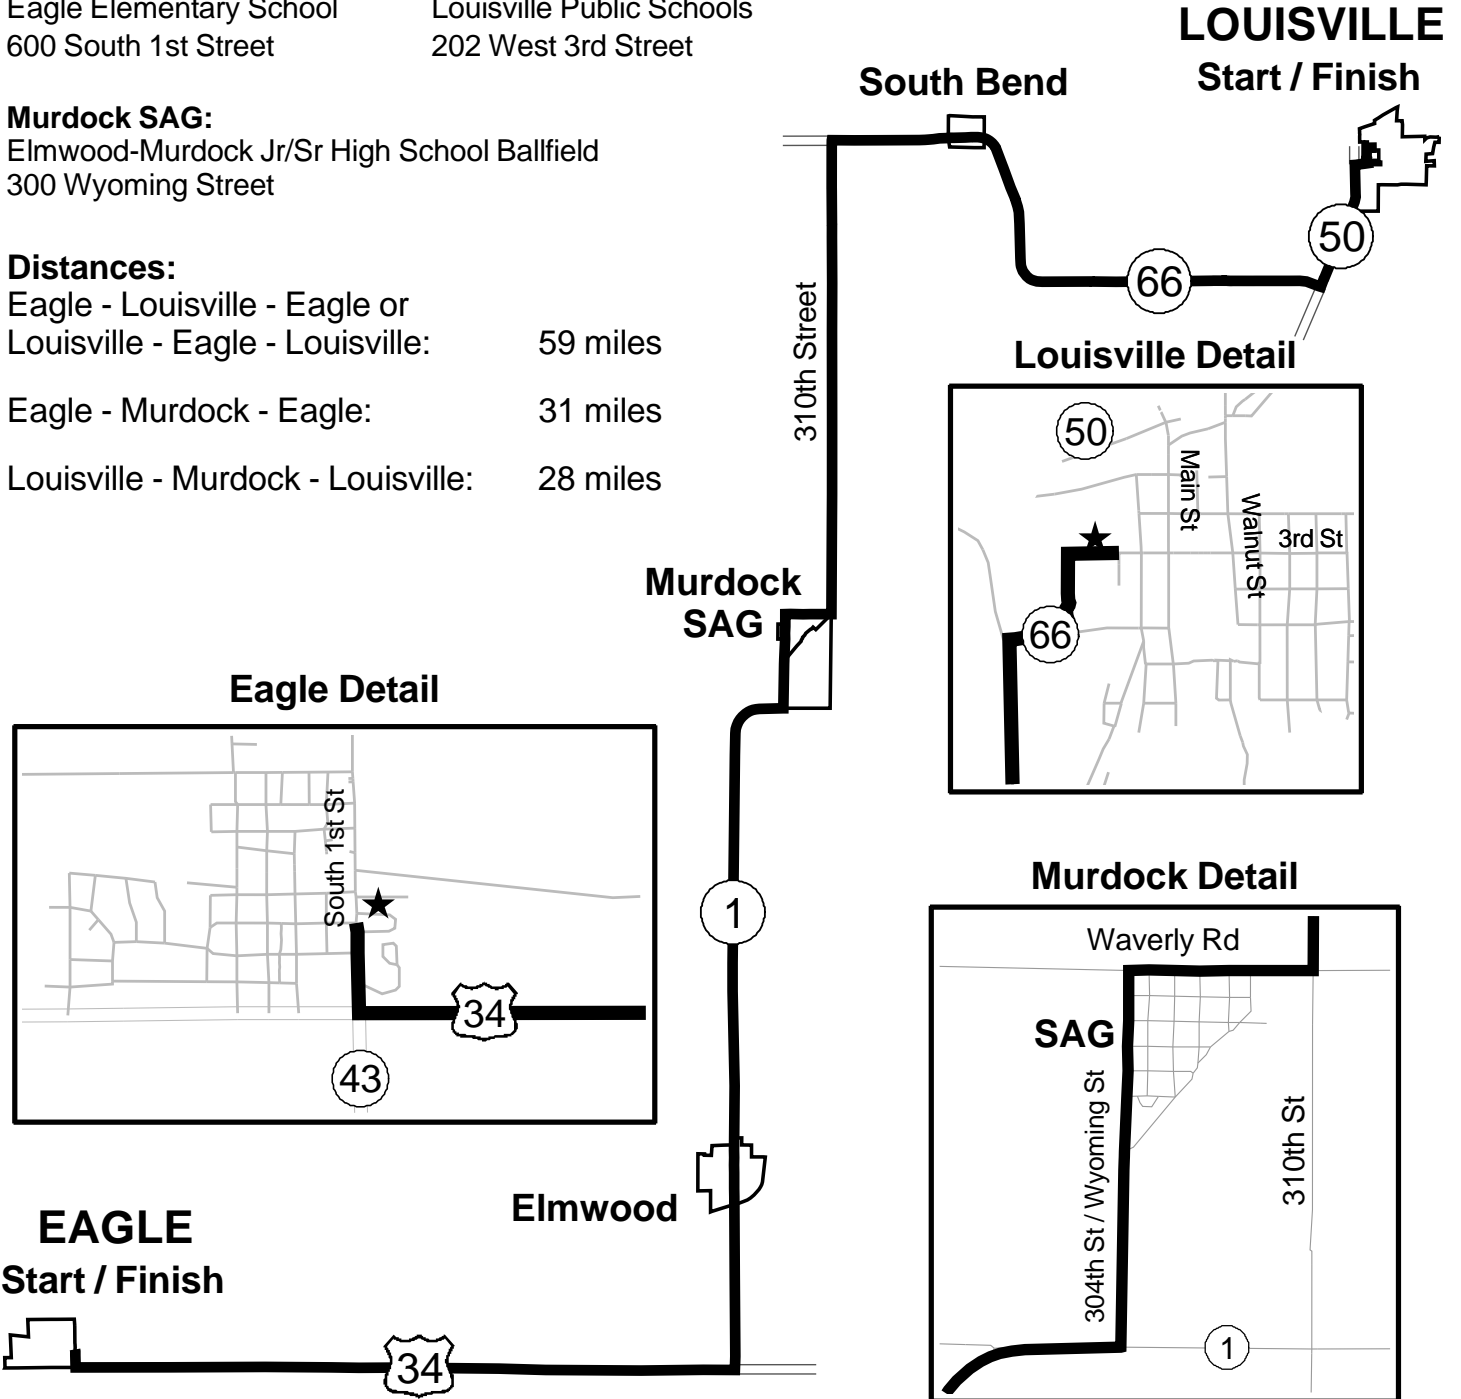 Eagle Elementary School
Louisville Public Schools
600 South 1st Street
202 West 3rd Street
Murdock SAG:
Elmwood-Murdock Jr/Sr High School Ballfield
300 Wyoming Street
Distances:
Eagle - Louisville - Eagle or
Louisville - Eagle - Louisville: 59 miles
Eagle - Murdock - Eagle: 31 miles
Louisville - Murdock - Louisville: 28 miles
LOUISVILLE
Start / Finish
South Bend
50
66
310th Street
Louisville Detail
50
Main St
Walnut St
3rd St
66
Murdock
SAG
Eagle Detail
South 1st St
34
43
1
Murdock Detail
Waverly Rd
SAG
304th St / Wyoming St
310th St
1
Elmwood
EAGLE
Start / Finish
34